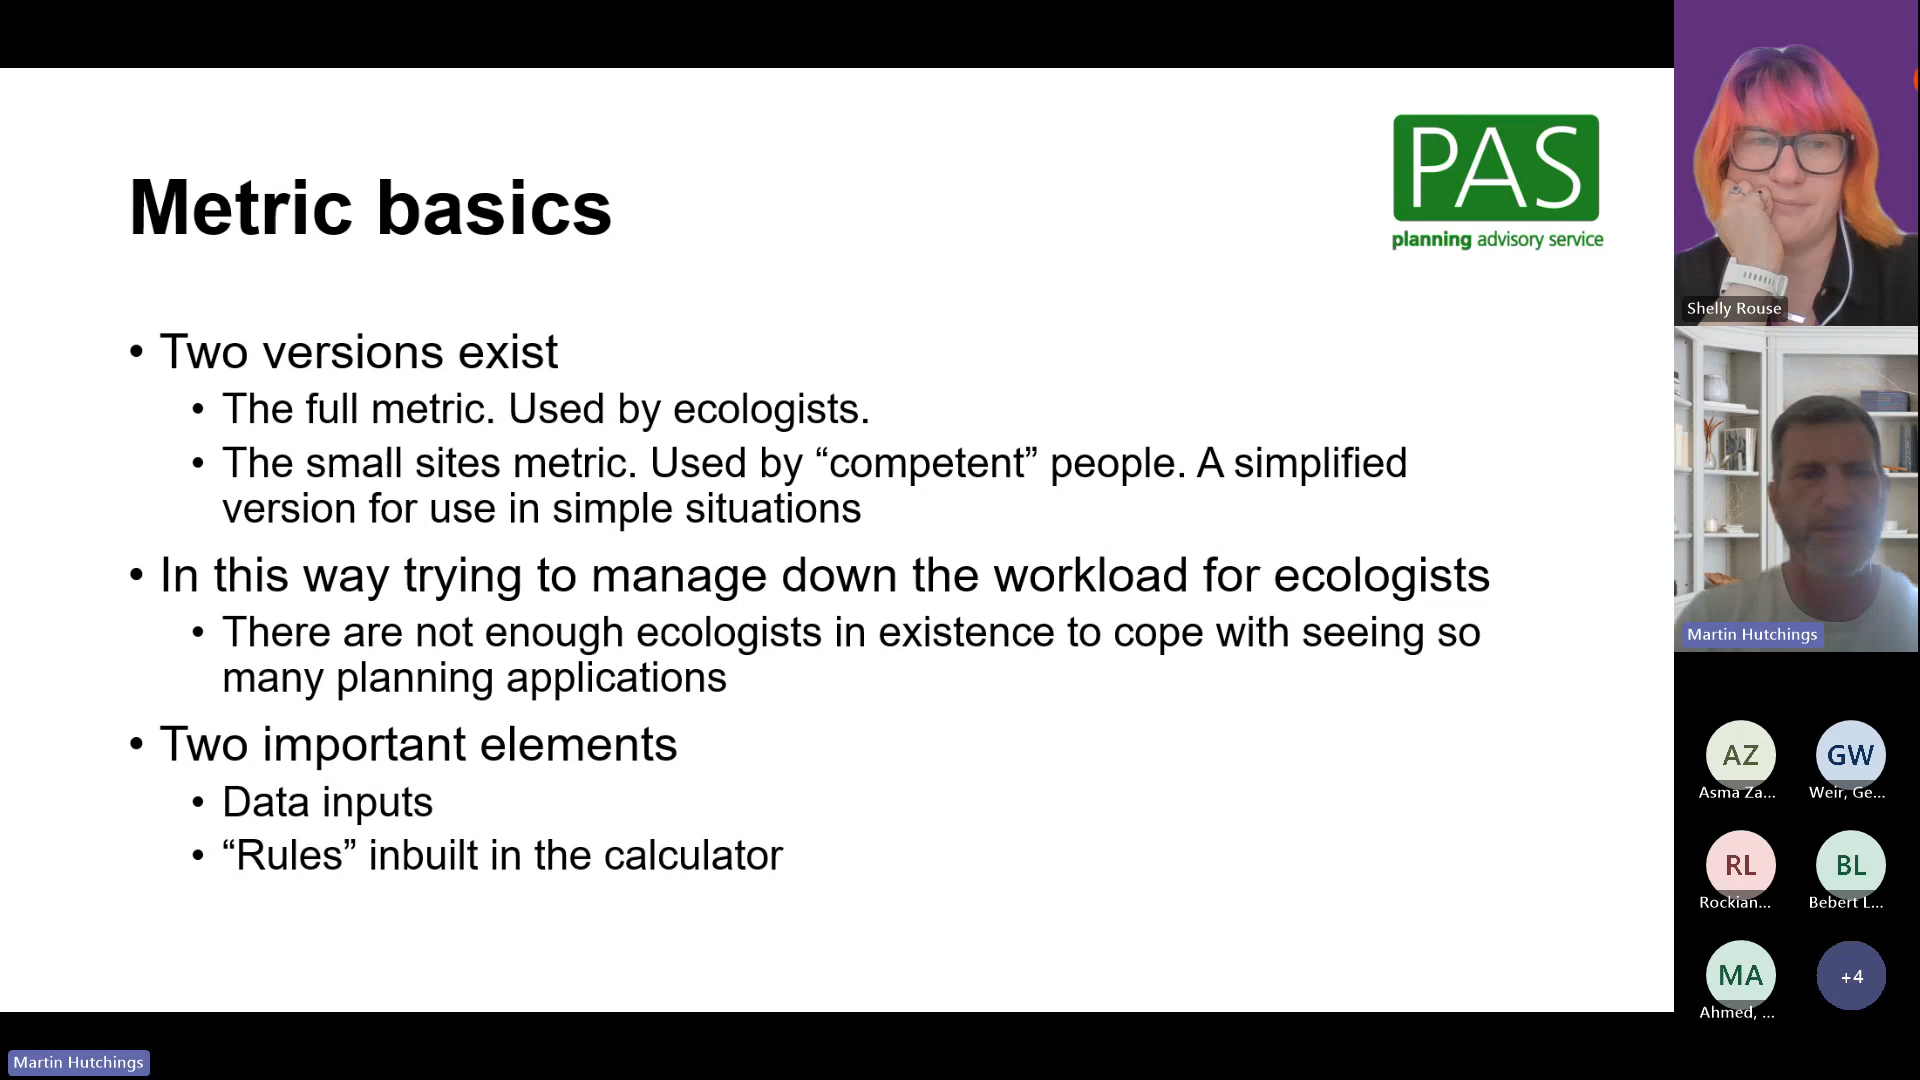 PAS
planning advisory service
Metric basics
• Two versions exist
• The full metric. Used by ecologists.
• The small sites metric. Used by “competent” people. A simplified
version for use in simple situations
• In this way trying to manage down the workload for ecologists
• There are not enough ecologists in existence to cope with seeing so
many planning applications
• Two important elements
• Data inputs
• “Rules” inbuilt in the calculator
Shelly Rouse
Martin Hutchings
AZ
Asma Za...
GW
Weir, Ge...
RL
Rockian...
BL
Bebert L...
MA
Ahmed, ...
+4
Martin Hutchings